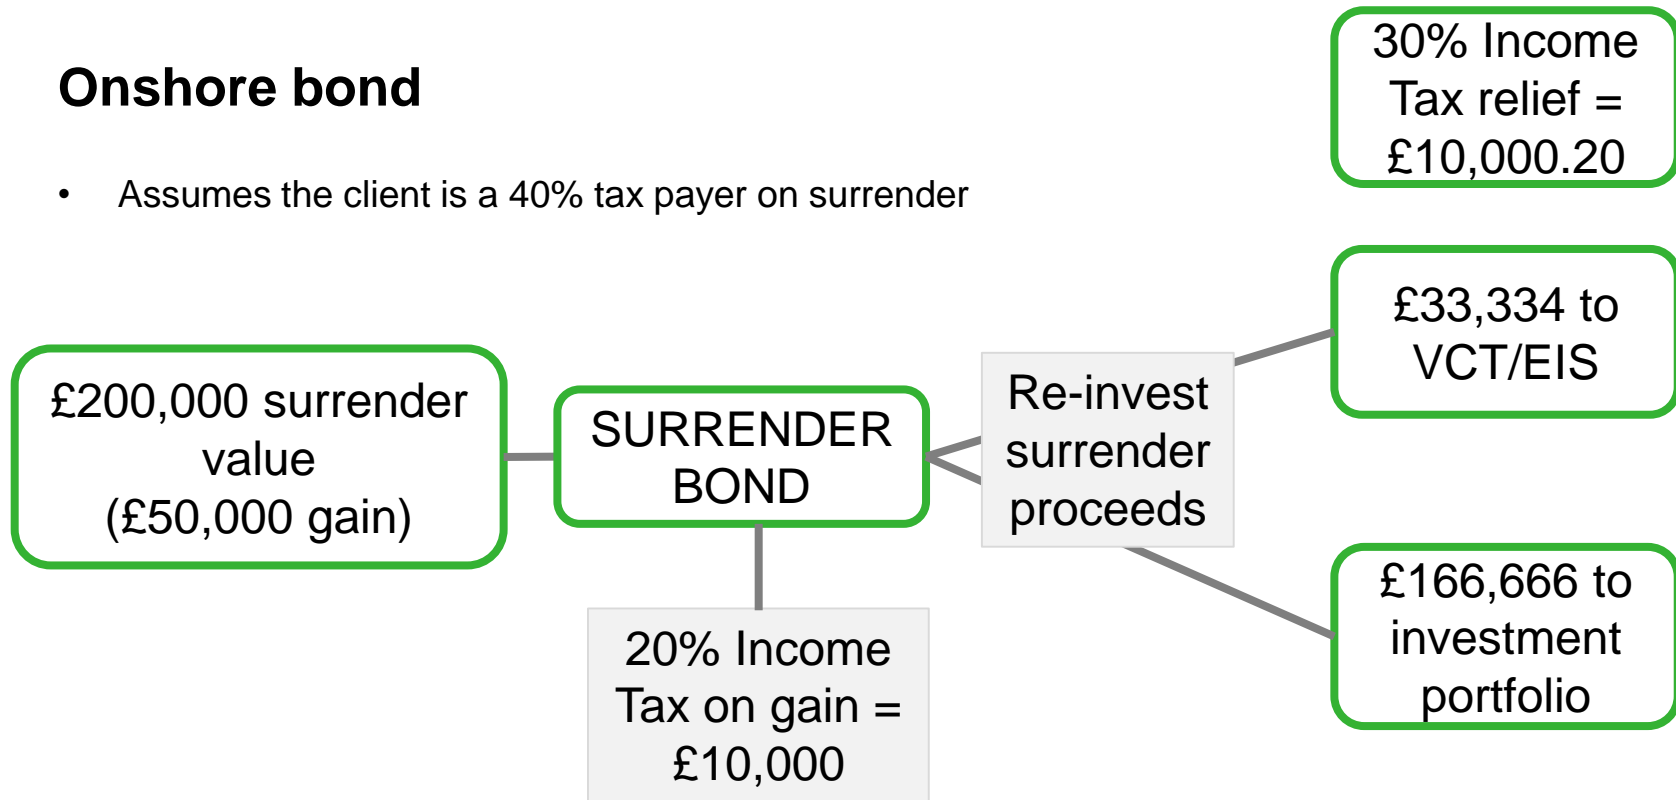 Onshore bond
• Assumes the client is a 40% tax payer on surrender
30% Income
Tax relief =
£10,000.20
£200,000 surrender
value
(£50,000 gain)
SURRENDER
BOND
20% Income
Tax on gain =
£10,000
Re-invest
surrender
proceeds
£33,334 to
VCT/EIS
£166,666 to
investment
portfolio